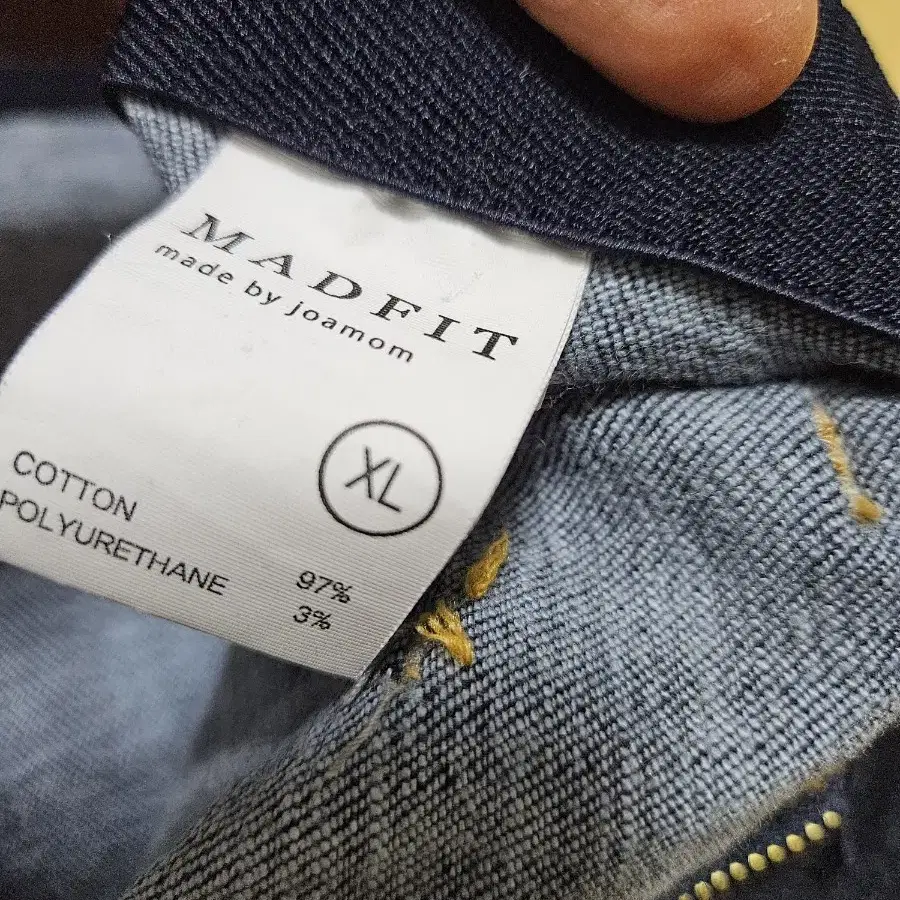 MADFIT
made by joamom
XL
COTTON 97%
POLYURETHANE 3%